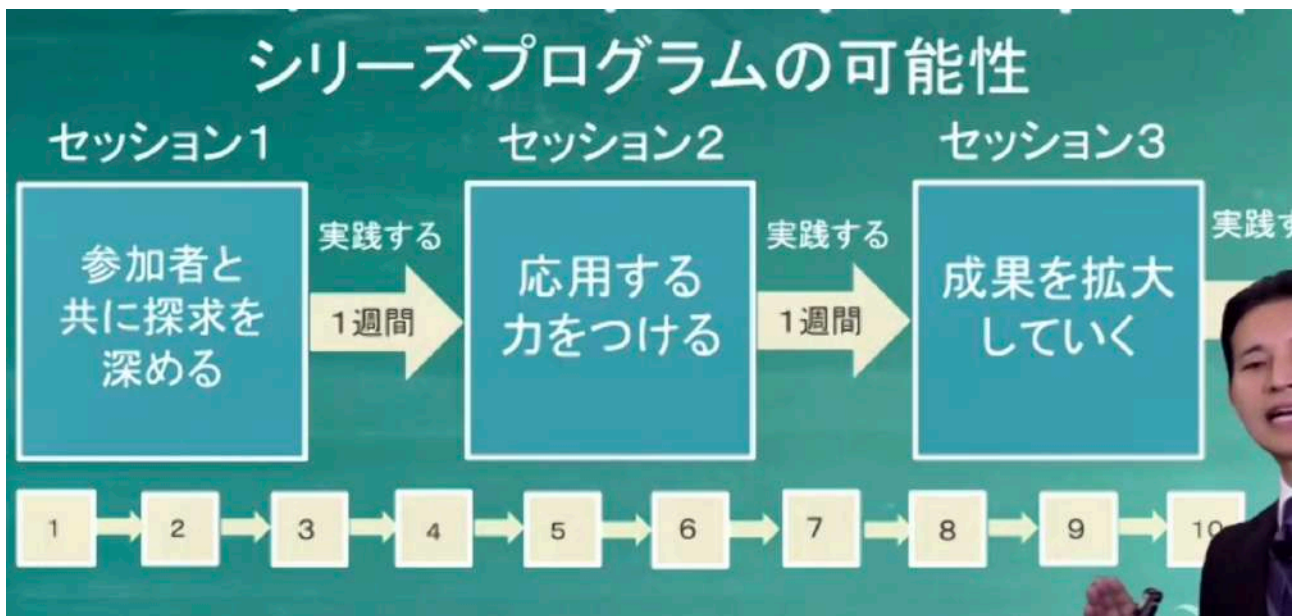 シリーズプログラムの可能性
セッション1
セッション2
セッション3
参加者と
共に探求を
深める
実践する
1週間
応用する
力をつける
実践する
1週間
成果を拡大
していく
実践す
1
2
3
4
5
6
7
8
9
10